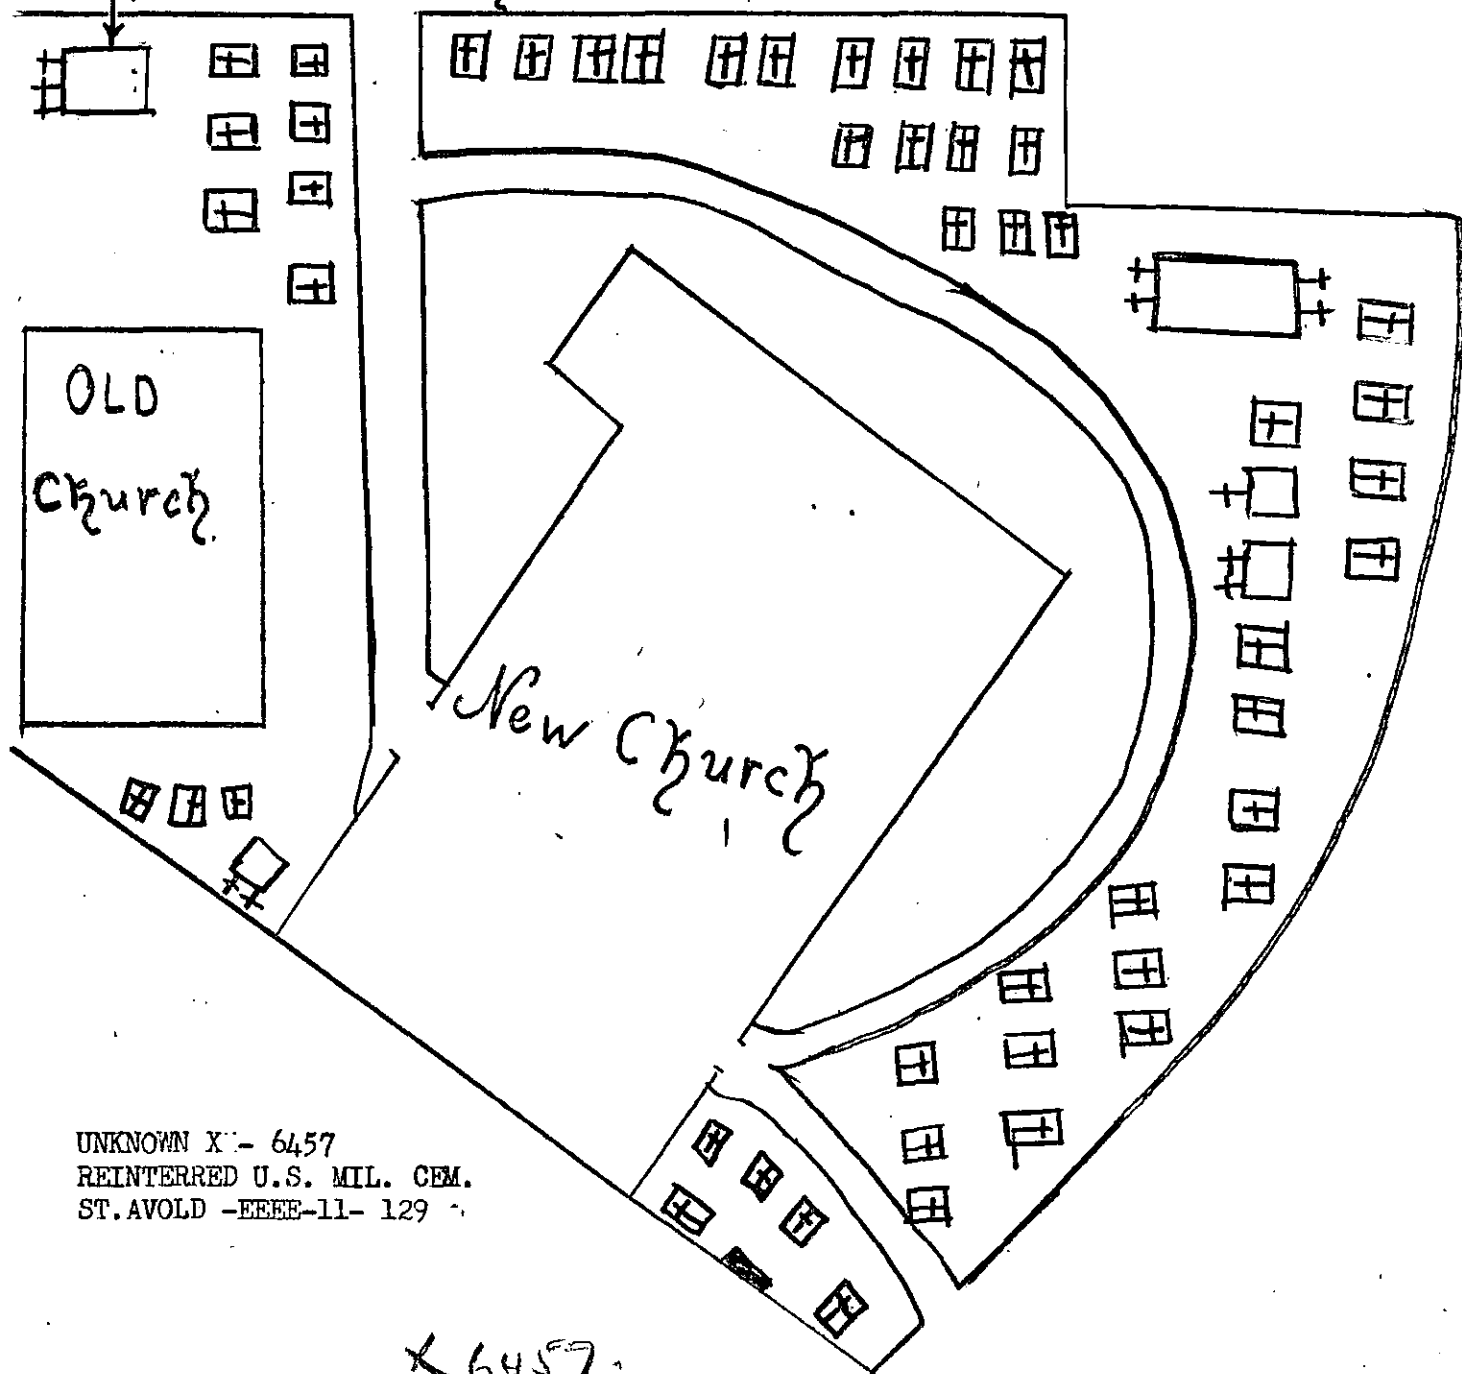 OLD
Church
New Church
UNKNOWN X - 6457
REINTERRED U.S. MIL. CEM.
ST.AVOLD -EEEE-11- 129
X 6457